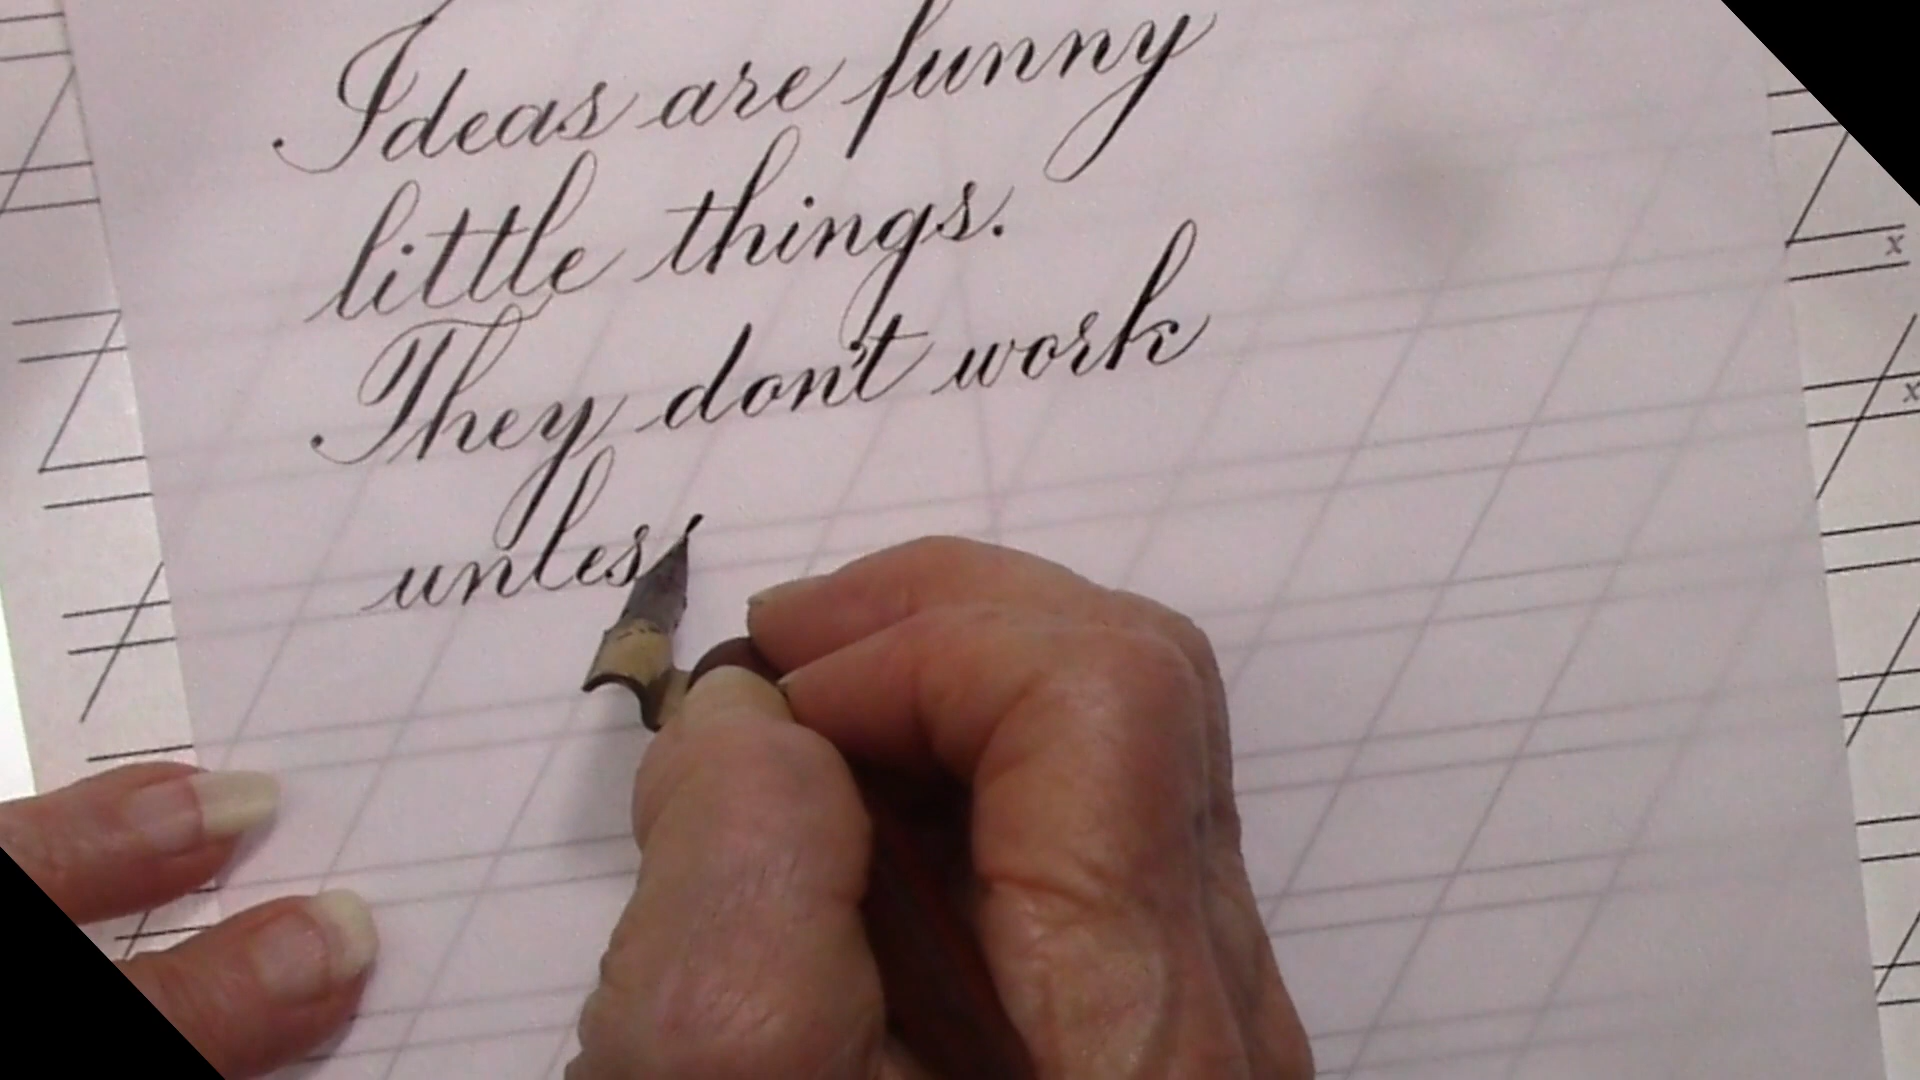 Ideas are funny
little things.
They don't work
unless
x
x